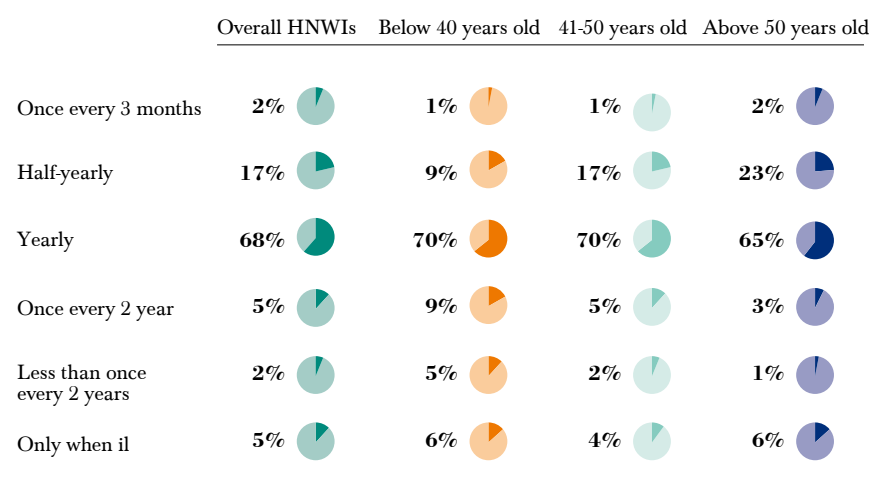 Overall HNWIs Below 40 years old 41-50 years old Above 50 years old
Once every 3 months 2% 1% 1% 2%
Half-yearly 17% 9% 17% 23%
Yearly 68% 70% 70% 65%
Once every 2 year 5% 9% 5% 3%
Less than once
every 2 years 2% 5% 2% 1%
Only when il 5% 6% 4% 6%